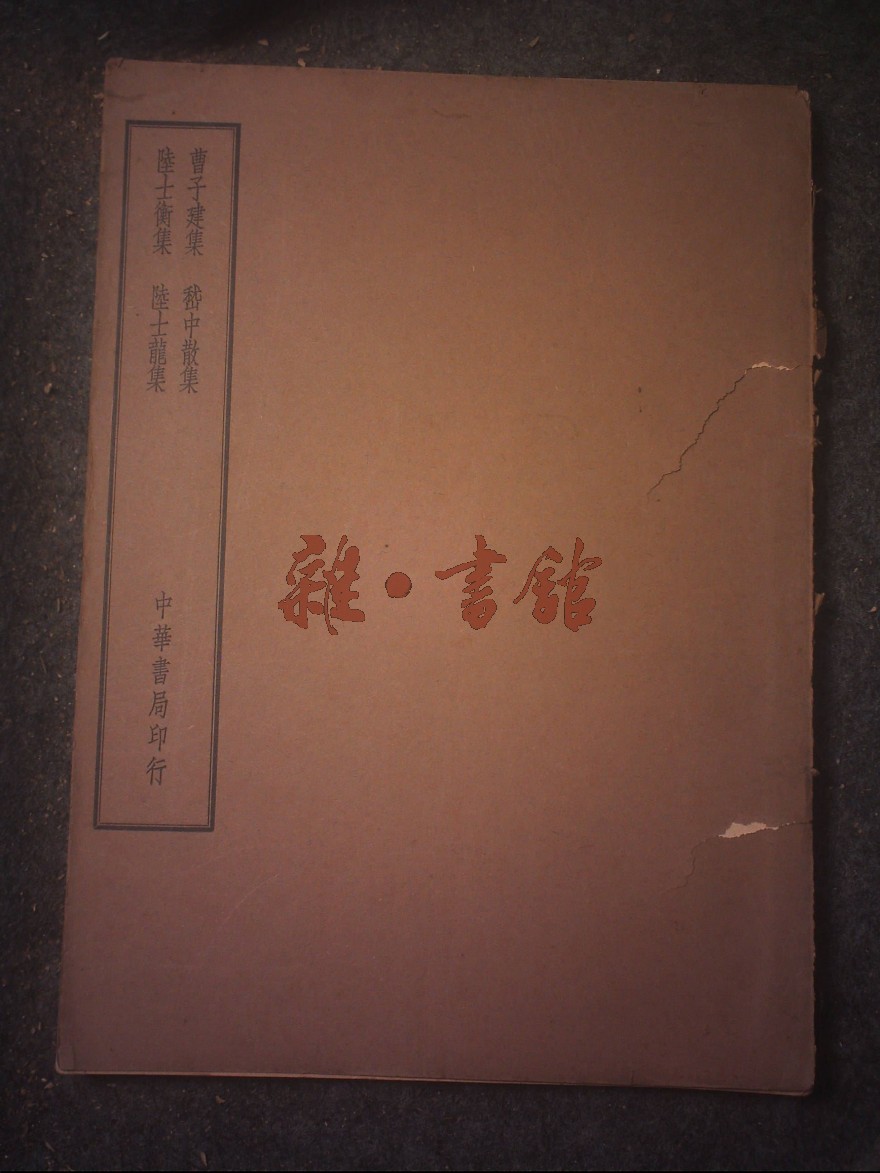 曹子建集 嵇中散集
陸士衡集 陸士龍集
中華書局印行
雜·書館